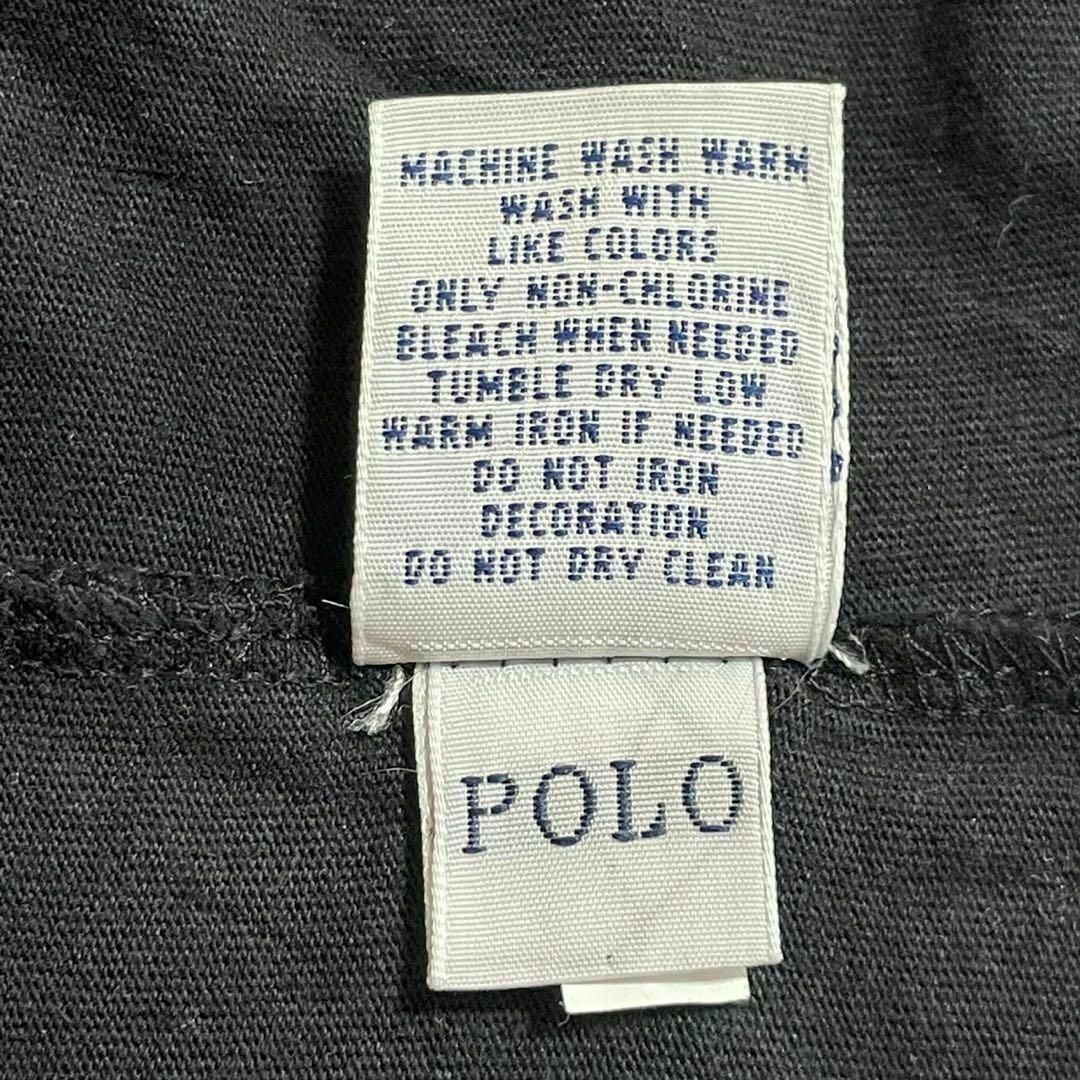 MACHINE WASH WARM
WASH WITH
LIKE COLORS
ONLY NON-CHLORINE
BLEACH WHEN NEEDED
TUMBLE DRY LOW
WARM IRON IF NEEDED
DO NOT IRON
DECORATION
DO NOT DRY CLEAN
POLO